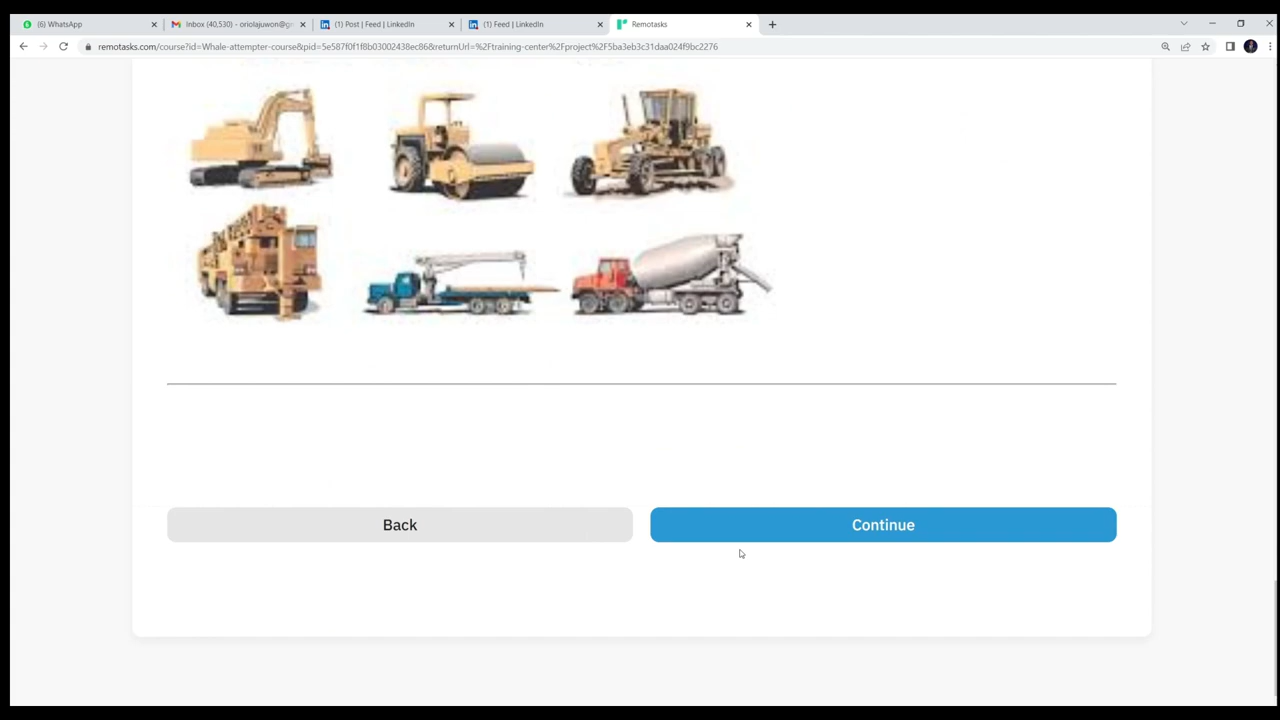 (6) WhatsApp
Inbox (40,530) - oriolajuwon@gm
(1) Post | Feed | LinkedIn
(1) Feed | LinkedIn
Remotasks
remotasks.com/course?id=Whale-attempter-course&pid=5e587f0f1f8b03002438ec86&returnUrl=%2Ftraining-center%2Fproject%2F5ba3eb3c31daa024f9bc2276
Back
Continue